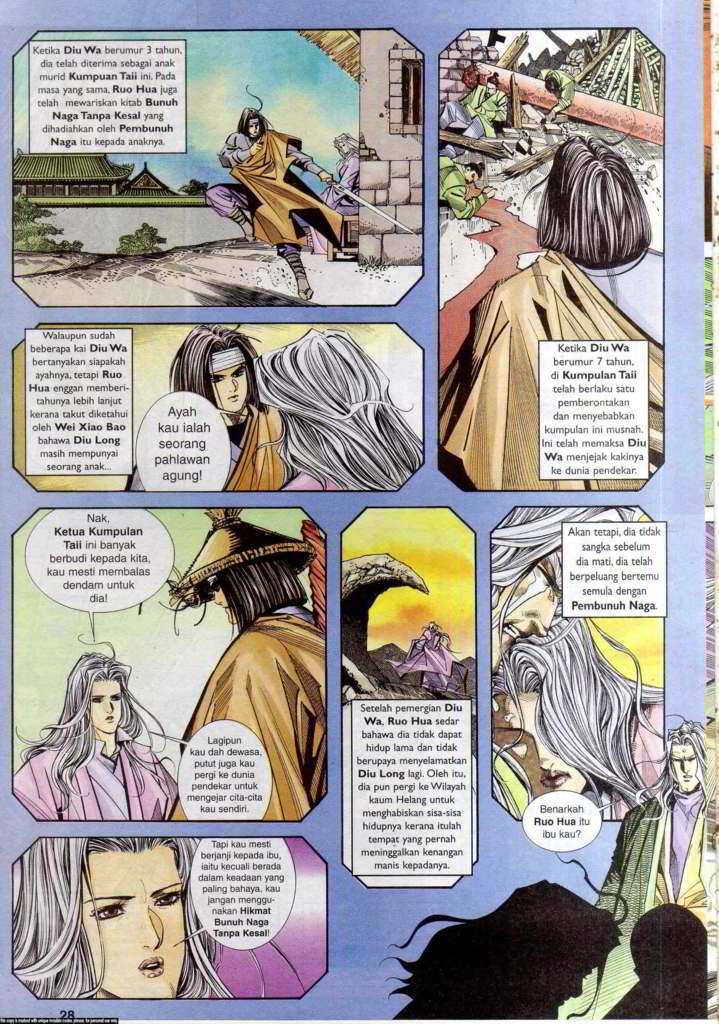 Ketika Diu Wa berumur 3 tahun,
dia telah diterima sebagai anak
murid Kumpuan Taii ini. Pada
masa yang sama, Ruo Hua juga
telah mewariskan kitab Bunuh
Naga Tanpa Kesal yang
dihadiahkan oleh Pembunuh
Naga itu kepada anaknya.
Ketika Diu Wa
berumur 7 tahun,
di Kumpulan Taii
telah berlaku satu
pemberontakan
dan menyebabkan
kumpulan ini musnah.
Ini telah memaksa Diu
Wa menjejak kakinya
ke dunia pendekar.
Walaupun sudah
beberapa kai Diu Wa
bertanyakan siapakah
ayahnya, tetapi Ruo
Hua enggan memberi-
tahunya lebih lanjut
kerana takut diketahui
oleh Wei Xiao Bao
bahawa Diu Long
masih mempunyai
seorang anak...
Ayah
kau ialah
seorang
pahlawan
agung!
Nak,
Ketua Kumpulan
Taii ini banyak
berbudi kepada kita,
kau mesti membalas
dendam untuk
dia!
Lagipun
kau dah dewasa,
putut juga kau
pergi ke dunia
pendekar untuk
mengejar cita-cita
kau sendiri.
Setelah pemergian Diu
Wa, Ruo Hua sedar
bahawa dia tidak dapat
hidup lama dan tidak
berupaya menyelamatkan
Diu Long lagi. Oleh itu,
dia pun pergi ke Wilayah
kaum Helang untuk
menghabiskan sisa-sisa
hidupnya kerana itulah
tempat yang pernah
meninggalkan kenangan
manis kepadanya.
Akan tetapi, dia tidak
sangka sebelum
dia mati, dia telah
berpeluang bertemu
semula dengan
Pembunuh Naga.
Benarkah
Ruo Hua itu
ibu kau?
Tapi kau mesti
berjanji kepada ibu,
iaitu kecuali berada
dalam keadaan yang
paling bahaya, kau
jangan menggu-
nakan Hikmat
Bunuh Naga
Tanpa Kesal!
28